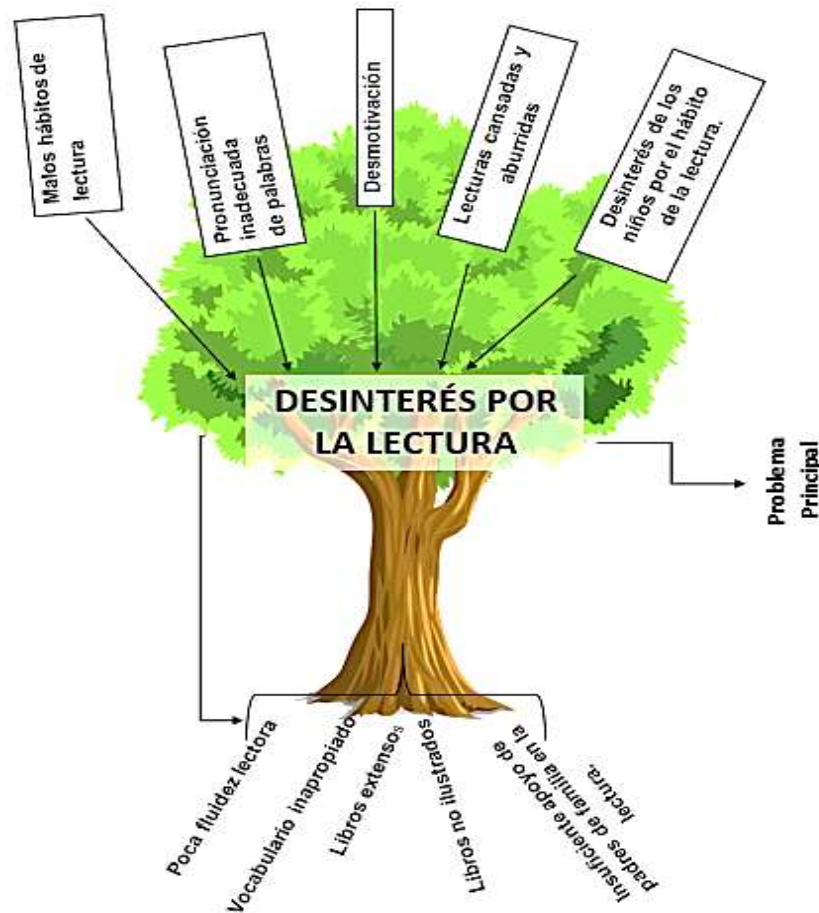 Malos hábitos de
lectura
Pronunciación
inadecuada
de palabras
Desmotivación
Lecturas cansadas y
aburridas
Desinterés de los
niños por el hábito
de la lectura.
DESINTERÉS POR
LA LECTURA
Problema
Principal
Poca fluidez lectora
Vocabulario inapropiado
Libros extensos
Libros no ilustrados
Insuficiente apoyo de
padres de familia en la
lectura.